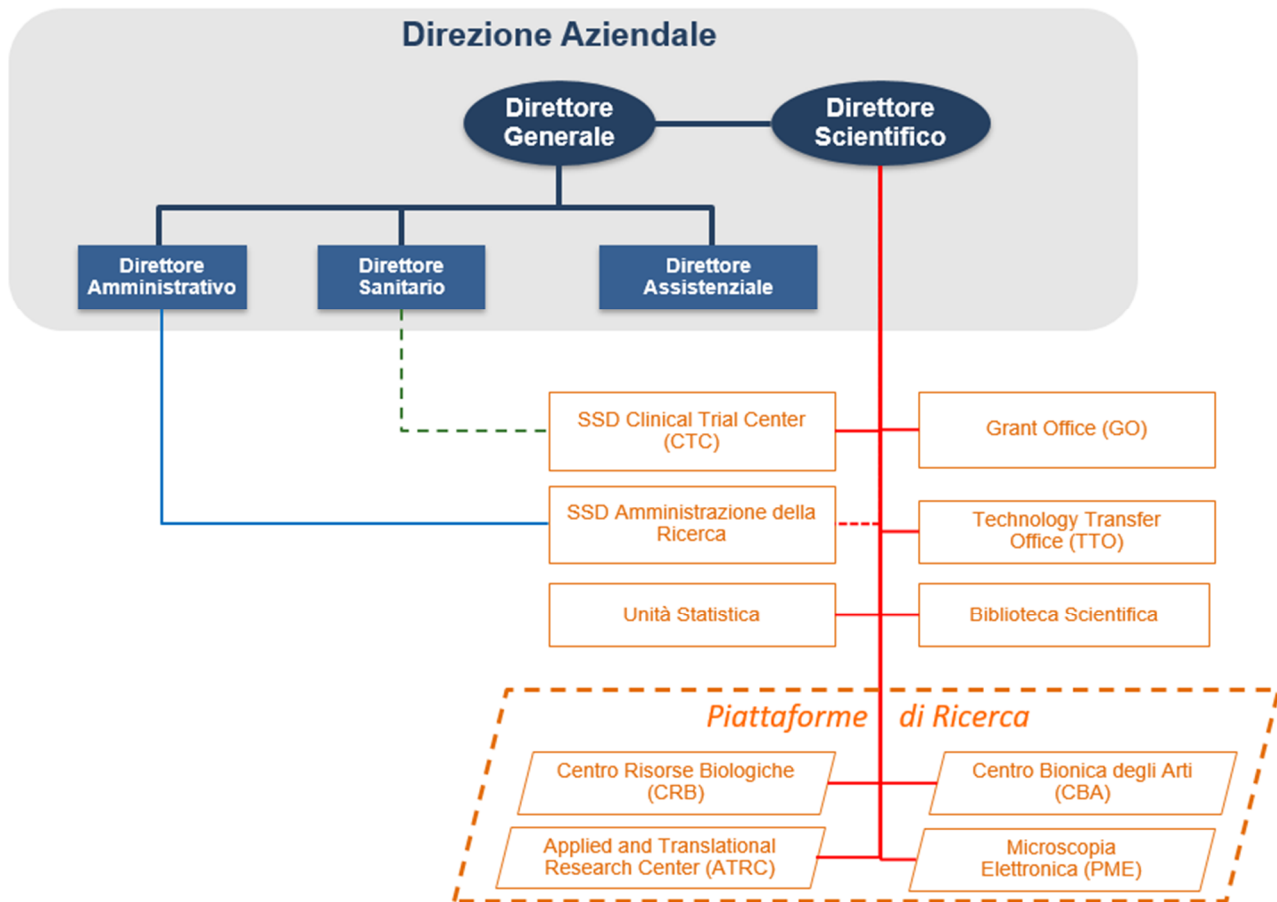 Direzione Aziendale
Direttore
Generale
Direttore
Scientifico
Direttore
Amministrativo
Direttore
Sanitario
Direttore
Assistenziale
SSD Clinical Trial Center
(CTC)
Grant Office (GO)
SSD Amministrazione della
Ricerca
Technology Transfer
Office (TTO)
Unità Statistica
Biblioteca Scientifica
Piattaforme di Ricerca
Centro Risorse Biologiche
(CRB)
Centro Bionica degli Arti
(CBA)
Applied and Translational
Research Center (ATRC)
Microscopia
Elettronica (PME)